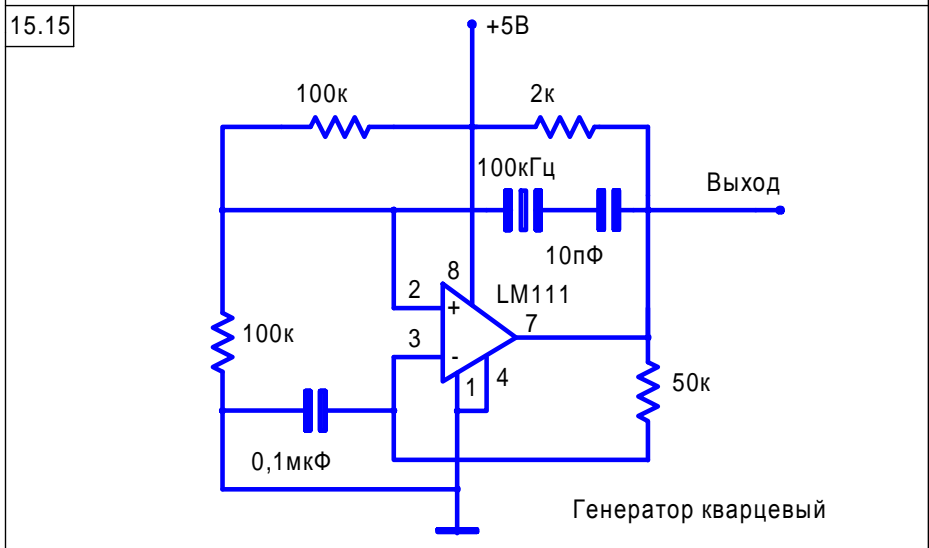 15.15
+5В
100к
2к
100кГц
Выход
10пФ
8
LM111
2
+
7
3
-
100к
1
4
50к
0,1мкФ
Генератор кварцевый